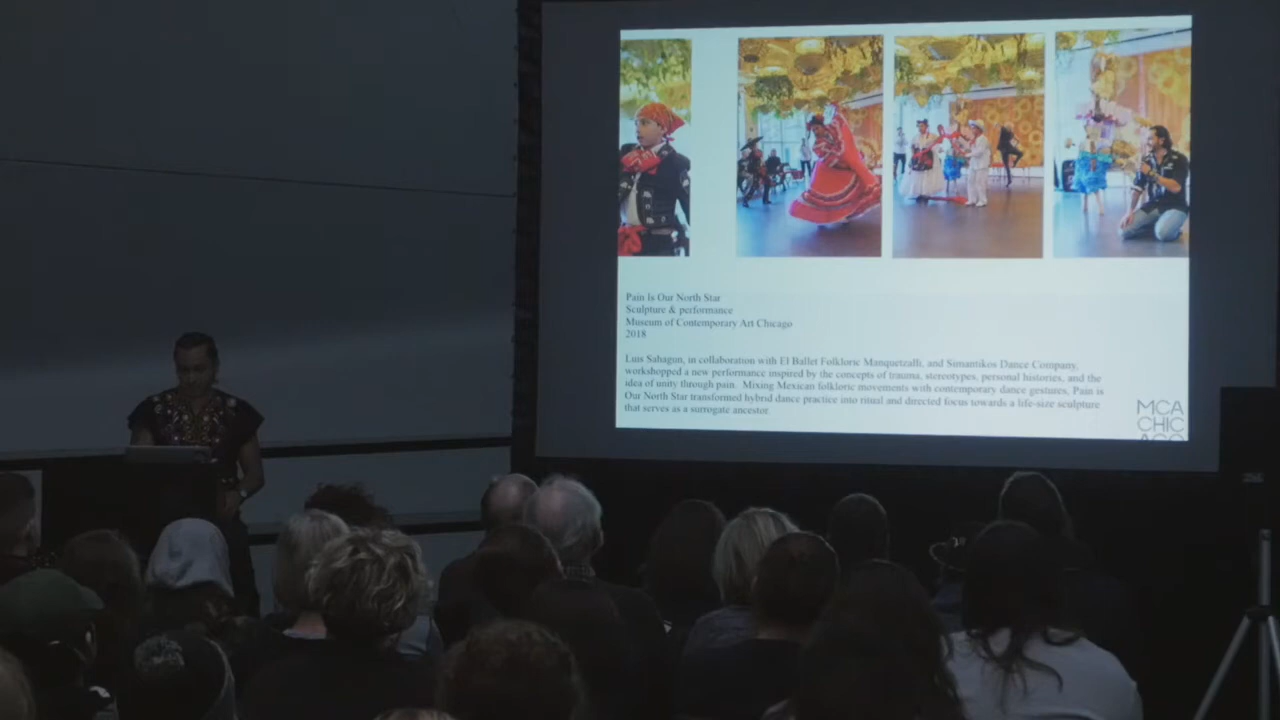 Pain Is Our North Star
Sculpture & performance
Museum of Contemporary Art Chicago
2018
Luis Sahagun, in collaboration with El Ballet Folkloric Manquetzalli, and Simantikos Dance Company,
workshopped a new performance inspired by the concepts of trauma, stereotypes, personal histories, and the
idea of unity through pain. Mixing Mexican folkloric movements with contemporary dance gestures, Pain is
Our North Star transformed hybrid dance practice into ritual and directed focus towards a life-size sculpture
that serves as a surrogate ancestor.
MCA
CHIC
AGO